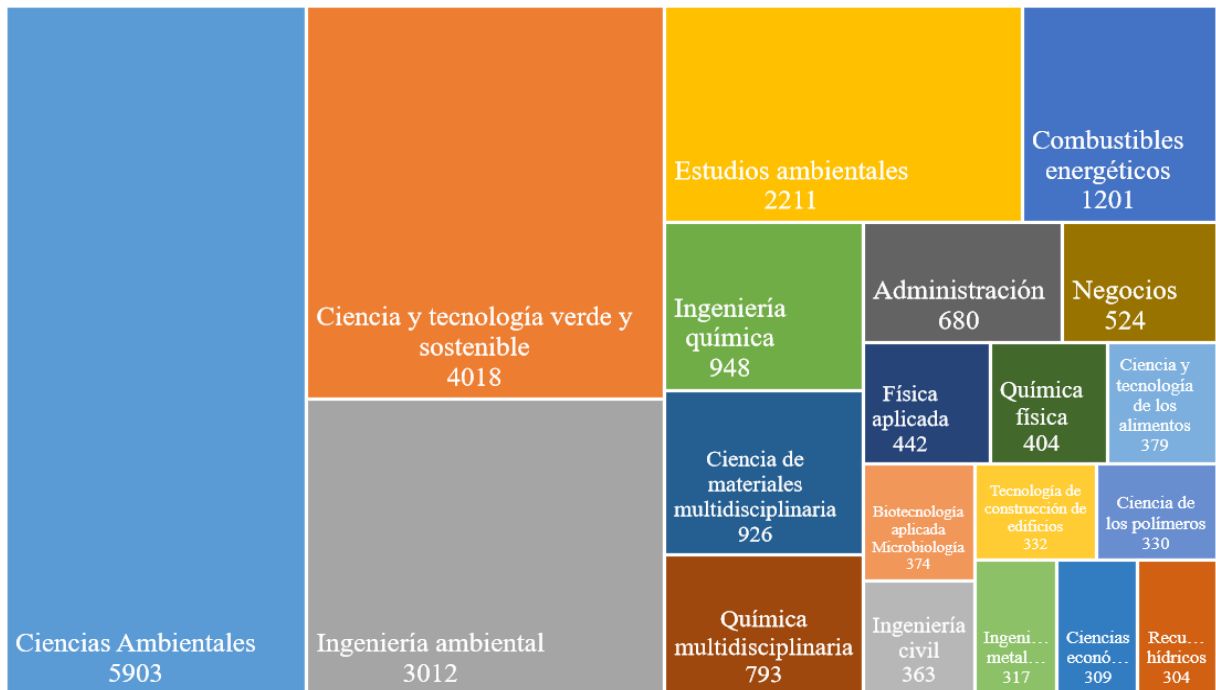 Ciencias Ambientales
5903
Ciencia y tecnología verde y
sostenible
4018
Ingeniería ambiental
3012
Estudios ambientales
2211
Combustibles
energéticos
1201
Ingeniería
química
948
Ciencia de
materiales
multidisciplinaria
926
Química
multidisciplinaria
793
Administración
680
Negocios
524
Física
aplicada
442
Química
física
404
Ciencia y
tecnología
de los
alimentos
379
Biotecnología
aplicada
Microbiología
374
Tecnología de
construcción de
edificios
332
Ciencia de
los polímeros
330
Ingeniería
civil
363
Ingeni...
metal...
317
Ciencias
econó...
309
Recu...
hídricos
304